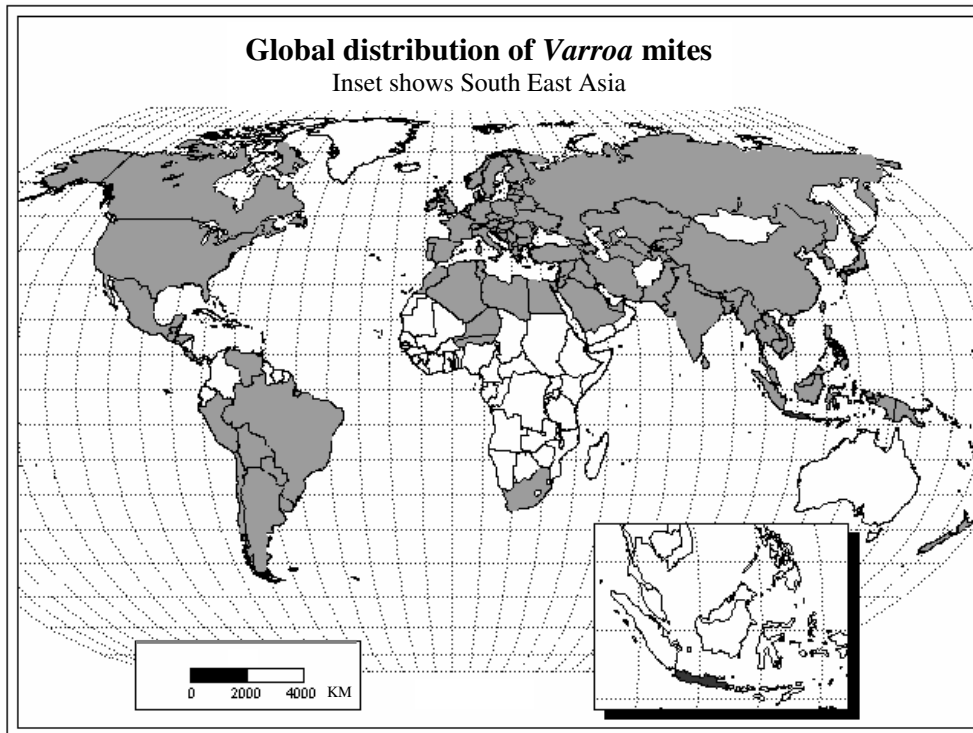 Global distribution of Varroa mites
Inset shows South East Asia
0 2000 4000 KM